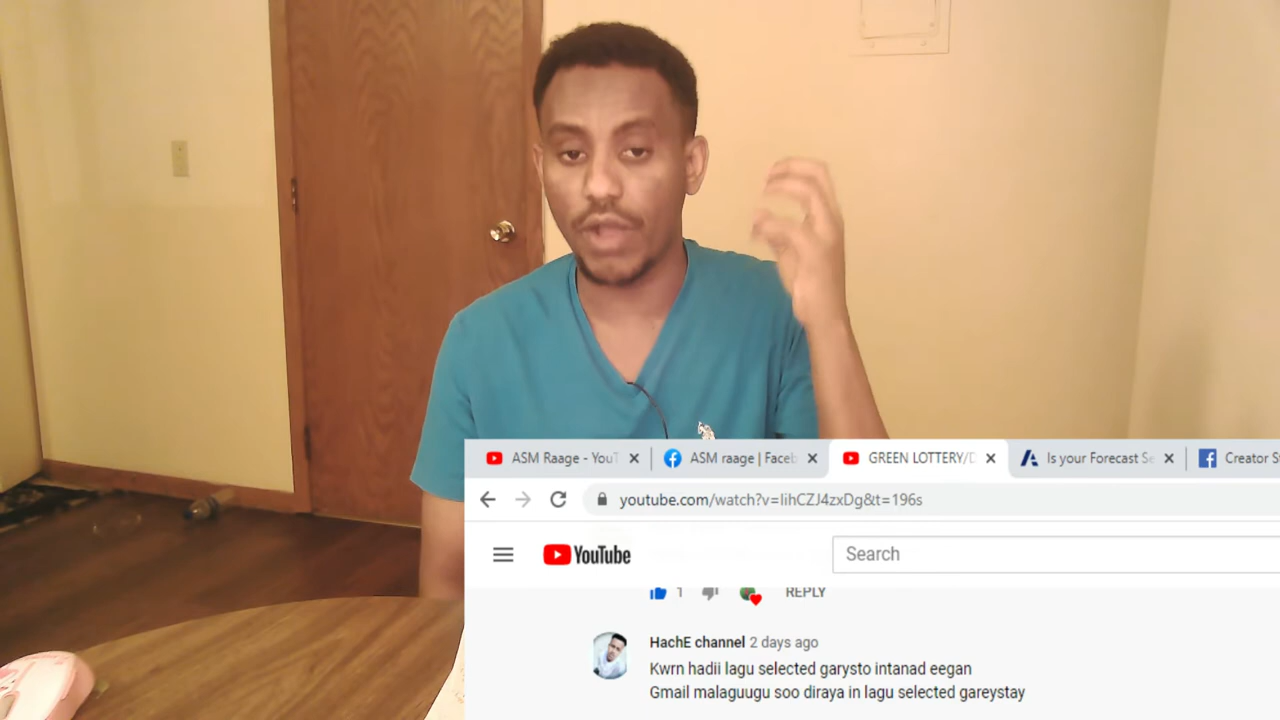 ASM Raage - YouT
ASM raage | Faceb
GREEN LOTTERY/D
Is your Forecast Se
Creator St
youtube.com/watch?v=lihCZJ4zxDg&t=196s
YouTube
Search
1
REPLY
HachE channel 2 days ago
Kwrn hadii lagu selected garysto intanad eegan
Gmail malaguugu soo diraya in lagu selected gareystay